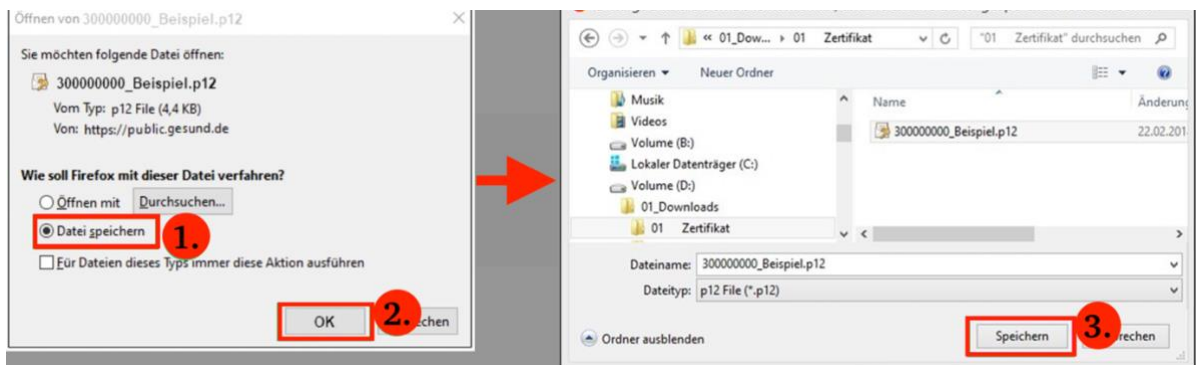 Öffnen von 300000000_Beispiel.p12
Sie möchten folgende Datei öffnen:
300000000_Beispiel.p12
Vom Typ: p12 File (4,4 KB)
Von: https://public.gesund.de
Wie soll Firefox mit dieser Datei verfahren?
Öffnen mit Durchsuchen...
Datei speichern
1.
Für Dateien dieses Typs immer diese Aktion ausführen
OK
2.
chen
« 01_Dow... › 01 Zertifikat
"01 Zertifikat" durchsuchen
Organisieren Neuer Ordner
Musik
Videos
Volume (B:)
Lokaler Datenträger (C:)
Volume (D:)
01_Downloads
01 Zertifikat
Name Änderung
300000000_Beispiel.p12 22.02.201
Dateiname: 300000000_Beispiel.p12
Dateityp: p12 File (*.p12)
Ordner ausblenden
Speichern
3.
rechen